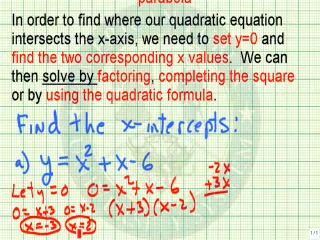 parabola
In order to find where our quadratic equation
intersects the x-axis, we need to set y=0 and
find the two corresponding x values. We can
then solve by factoring, completing the square
or by using the quadratic formula.
Find the x-intercepts:
a) y = x² + x - 6
-2x
+3x
Let y = 0   0 = x² + x - 6
0 = x+3   0 = x-2   (x+3)(x-2)
x = -3   x = 2
1/1